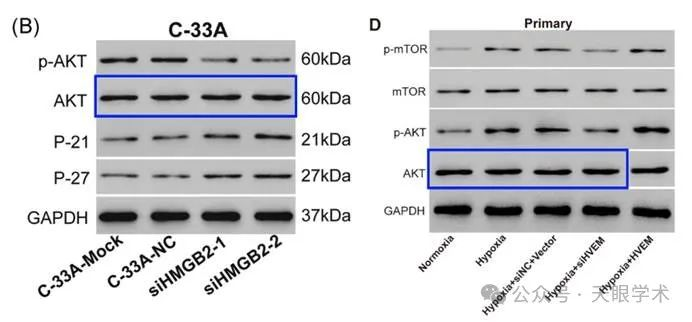 (B)
C-33A
p-AKT 60kDa
AKT 60kDa
P-21 21kDa
P-27 27kDa
GAPDH 37kDa
C-33A-Mock
C-33A-NC
siHMGB2-1
siHMGB2-2
D
Primary
p-mTOR
mTOR
p-AKT
AKT
GAPDH
Normoxia
Hypoxia
Hypoxia+siNC+Vector
Hypoxia+siHVEM
Hypoxia+HVEM
公众号 · 天眼学术